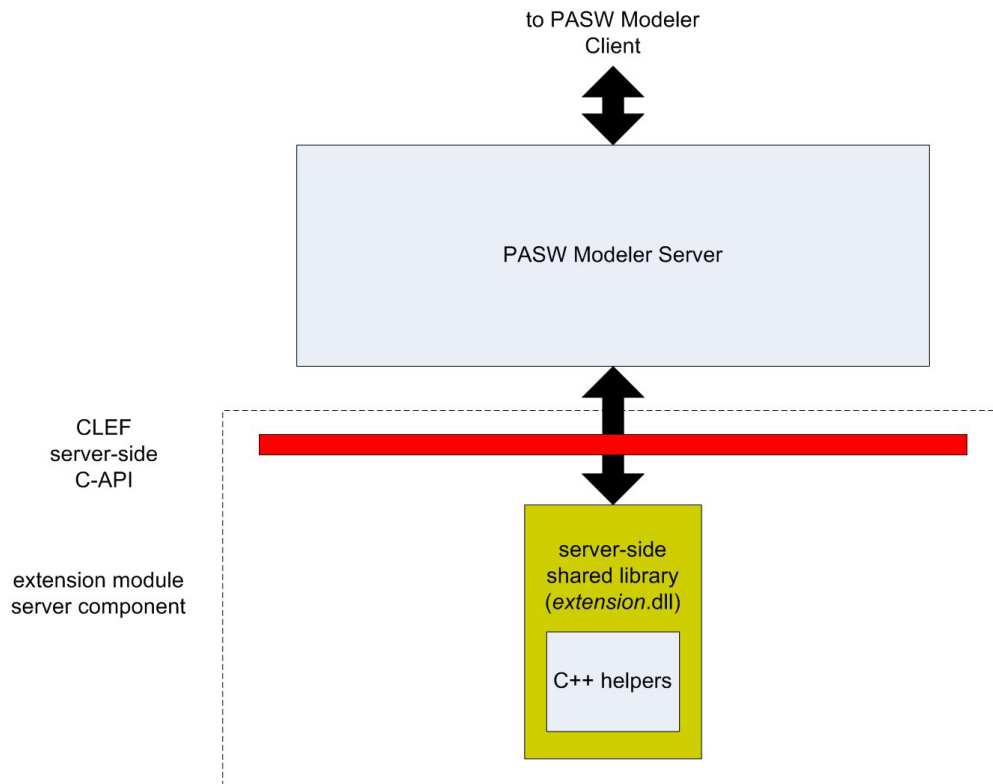 to PASW Modeler
Client
PASW Modeler Server
CLEF
server-side
C-API
extension module
server component
server-side
shared library
(extension.dll)
C++ helpers